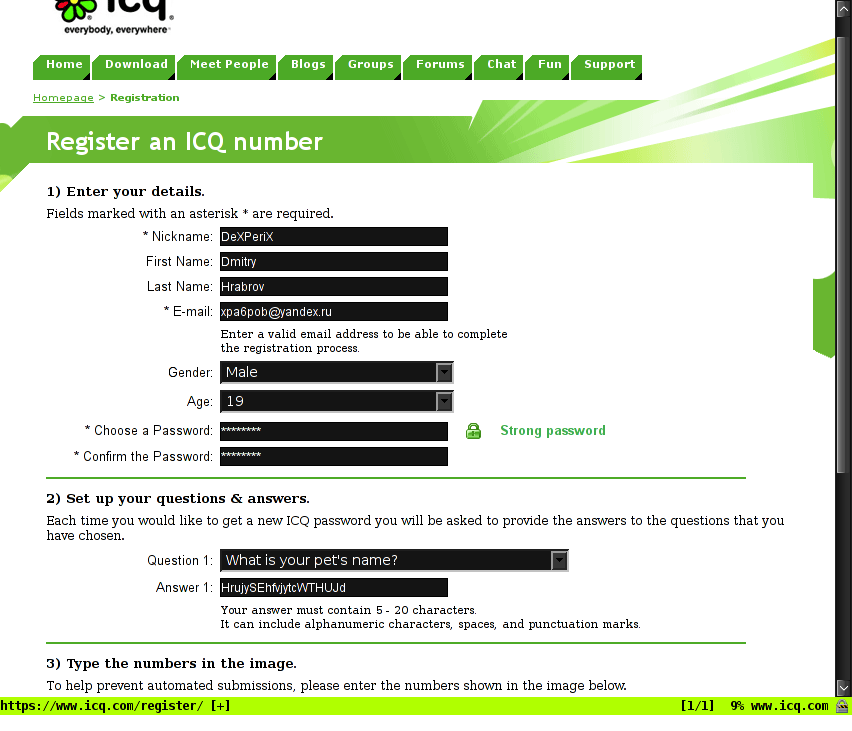 icq
everybody, everywhere
Home Download Meet People Blogs Groups Forums Chat Fun Support
Homepage > Registration
Register an ICQ number
1) Enter your details.
Fields marked with an asterisk * are required.
* Nickname: DeXPeriX
First Name: Dmitry
Last Name: Hrabrov
* E-mail: xpa6pob@yandex.ru
Enter a valid email address to be able to complete
the registration process.
Gender: Male
Age: 19
* Choose a Password: ******** Strong password
* Confirm the Password: ********
2) Set up your questions & answers.
Each time you would like to get a new ICQ password you will be asked to provide the answers to the questions that you
have chosen.
Question 1: What is your pet's name?
Answer 1: HrujySEhfvjytcWTHUJd
Your answer must contain 5 - 20 characters.
It can include alphanumeric characters, spaces, and punctuation marks.
3) Type the numbers in the image.
To help prevent automated submissions, please enter the numbers shown in the image below.
https://www.icq.com/register/ [+] [1/1] 9% www.icq.com